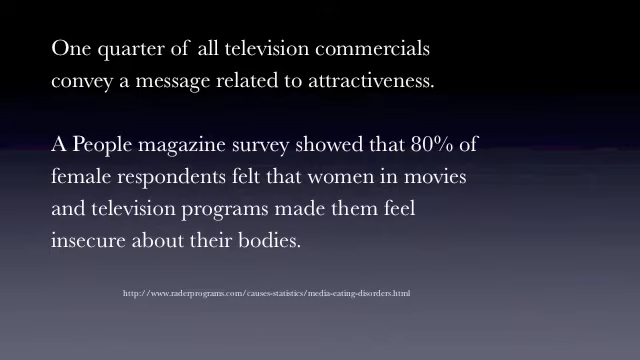 One quarter of all television commercials
convey a message related to attractiveness.
A People magazine survey showed that 80% of
female respondents felt that women in movies
and television programs made them feel
insecure about their bodies.
http://www.raderprograms.com/causes-statistics/media-eating-disorders.html